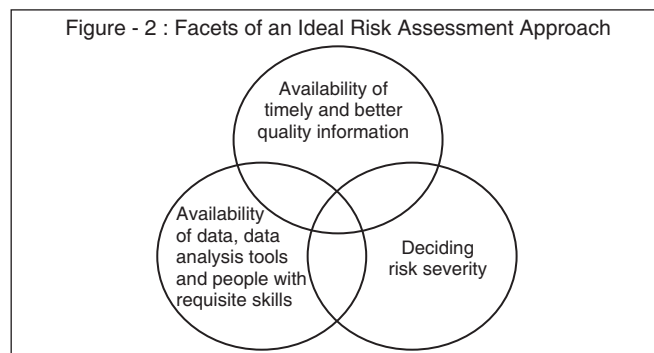 Figure - 2 : Facets of an Ideal Risk Assessment Approach
Availability of
timely and better
quality information
Availability
of data, data
analysis tools
and people with
requisite skills
Deciding
risk severity